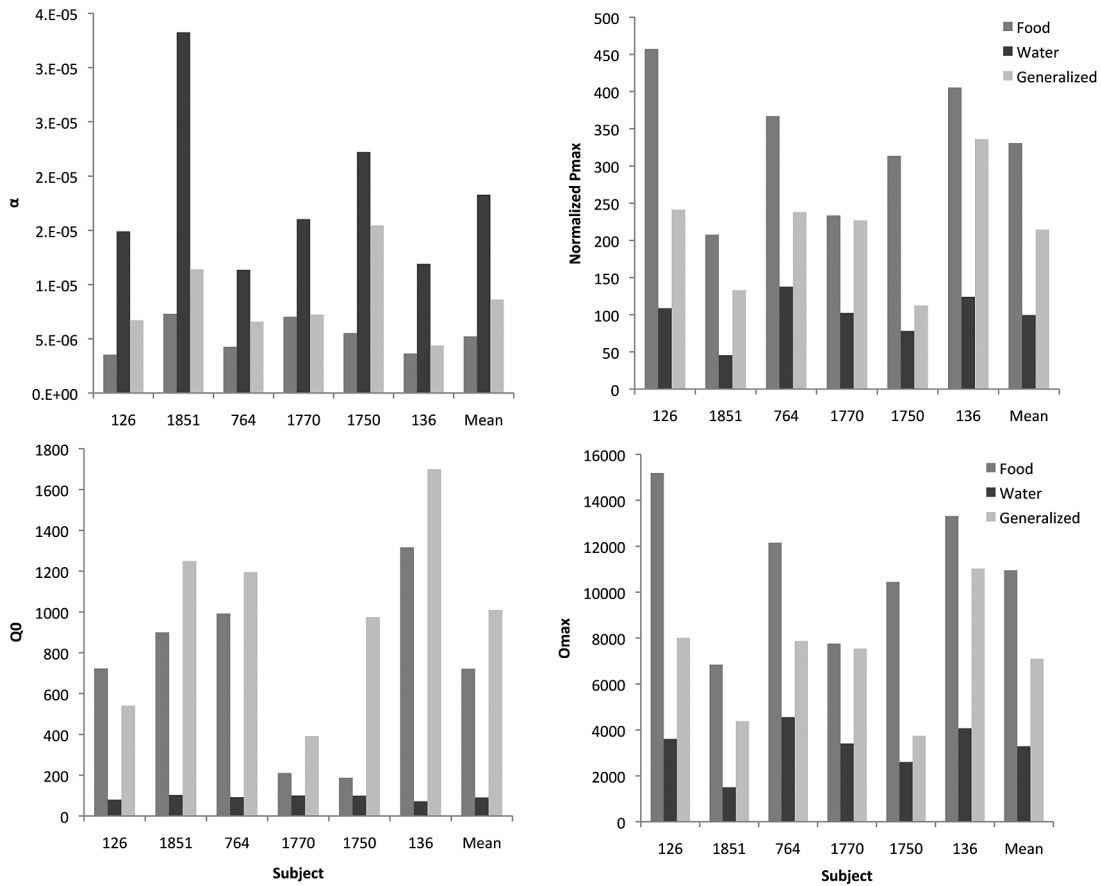 α
4.E-05
3.E-05
3.E-05
2.E-05
2.E-05
1.E-05
5.E-06
0.E+00
126 1851 764 1770 1750 136 Mean
Normalized Pmax
500
450
400
350
300
250
200
150
100
50
0
Food
Water
Generalized
126 1851 764 1770 1750 136 Mean
Q0
1800
1600
1400
1200
1000
800
600
400
200
0
126 1851 764 1770 1750 136 Mean
Subject
Omax
16000
14000
12000
10000
8000
6000
4000
2000
0
Food
Water
Generalized
126 1851 764 1770 1750 136 Mean
Subject